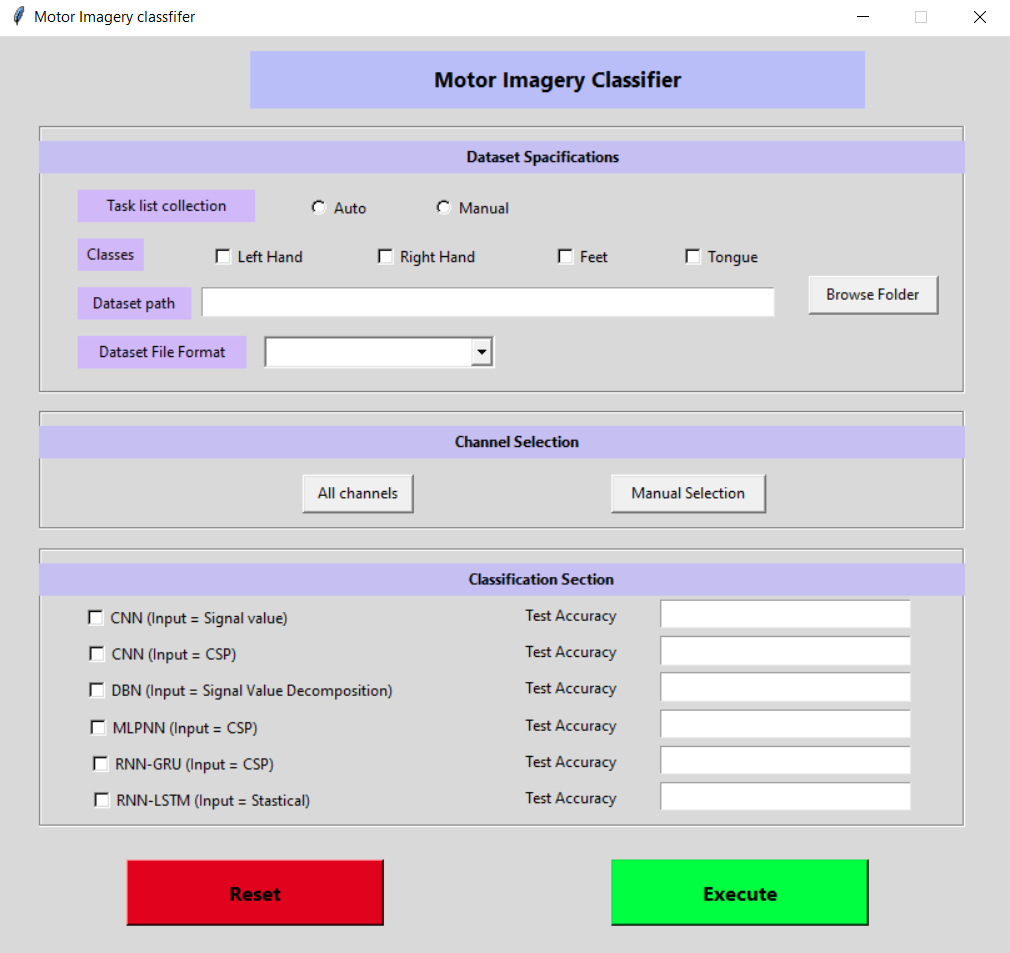 Motor Imagery classfifer
Motor Imagery Classifier
Dataset Spacifications
Task list collection Auto Manual
Classes Left Hand Right Hand Feet Tongue
Dataset path Browse Folder
Dataset File Format
Channel Selection
All channels Manual Selection
Classification Section
CNN (Input = Signal value) Test Accuracy
CNN (Input = CSP) Test Accuracy
DBN (Input = Signal Value Decomposition) Test Accuracy
MLPNN (Input = CSP) Test Accuracy
RNN-GRU (Input = CSP) Test Accuracy
RNN-LSTM (Input = Stastical) Test Accuracy
Reset Execute